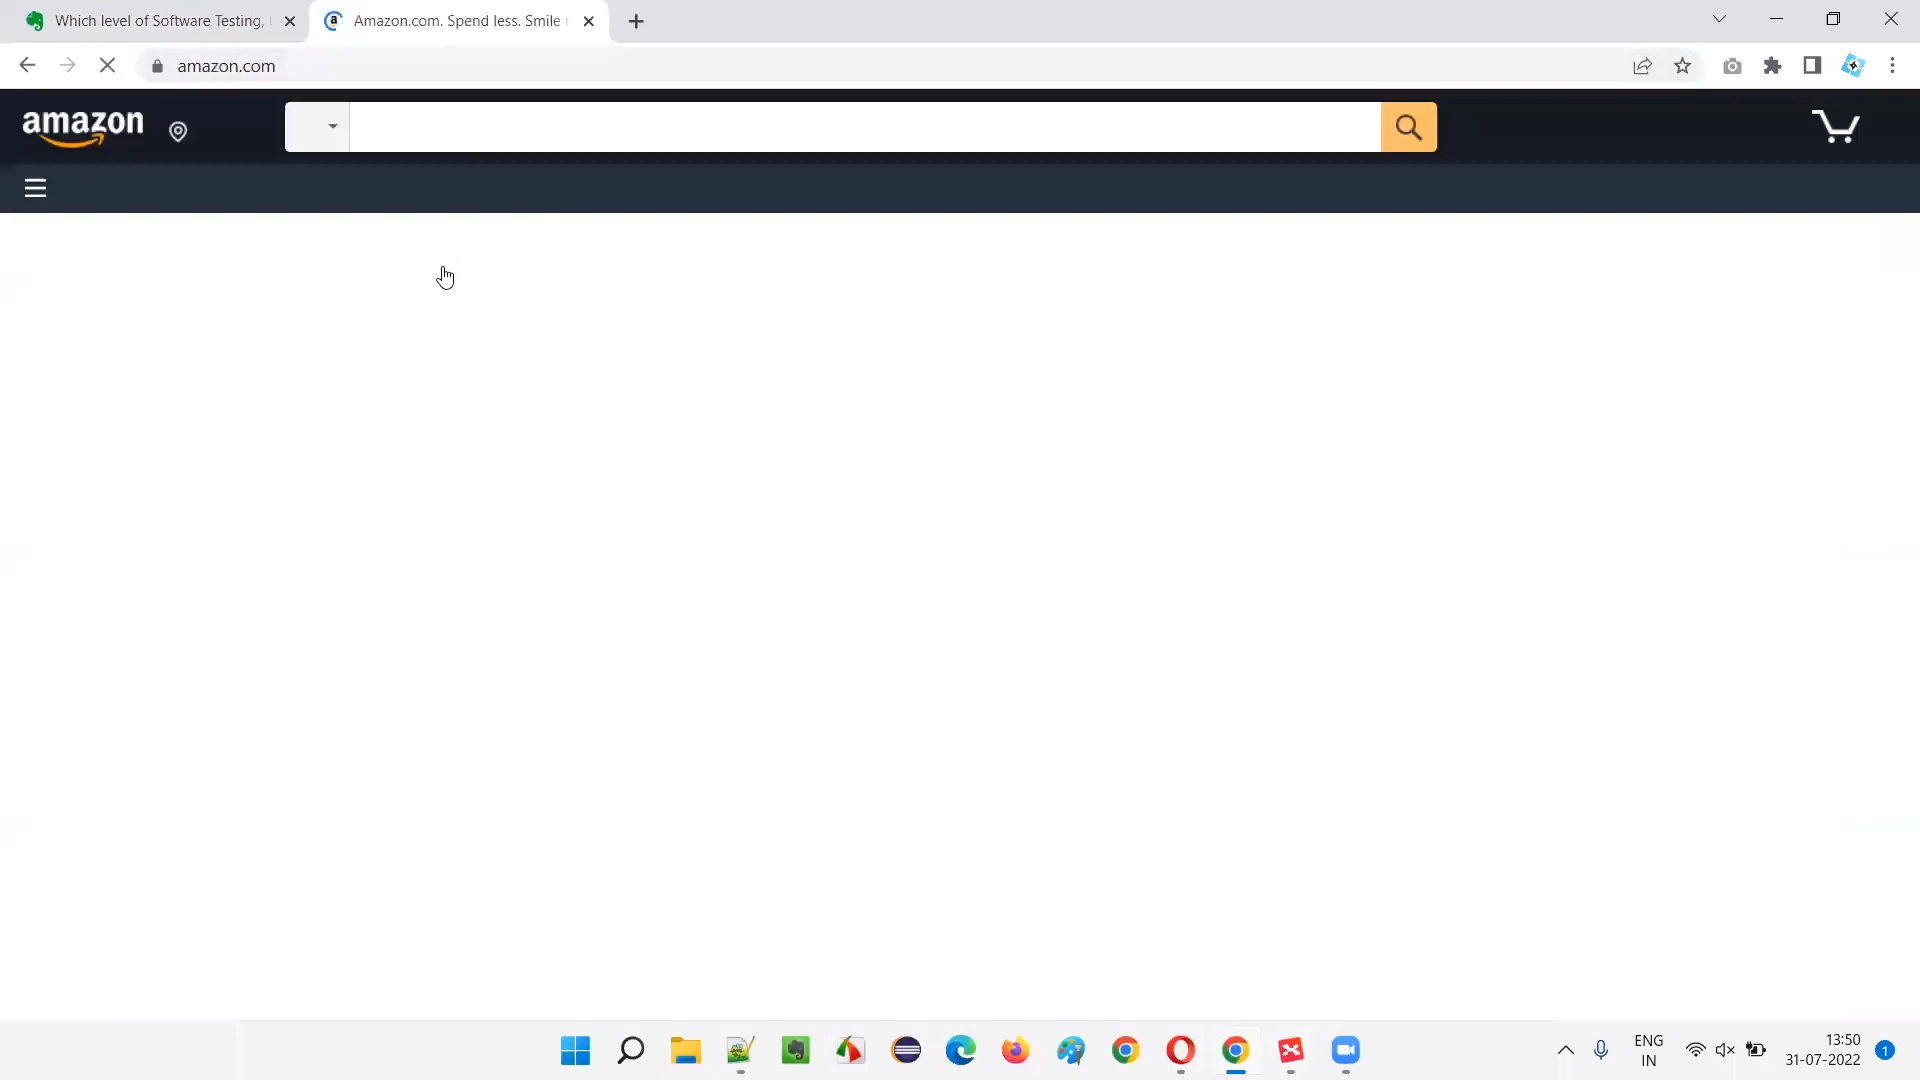 Which level of Software Testing,
Amazon.com. Spend less. Smile
amazon.com
amazon
ENG
IN
13:50
31-07-2022
1